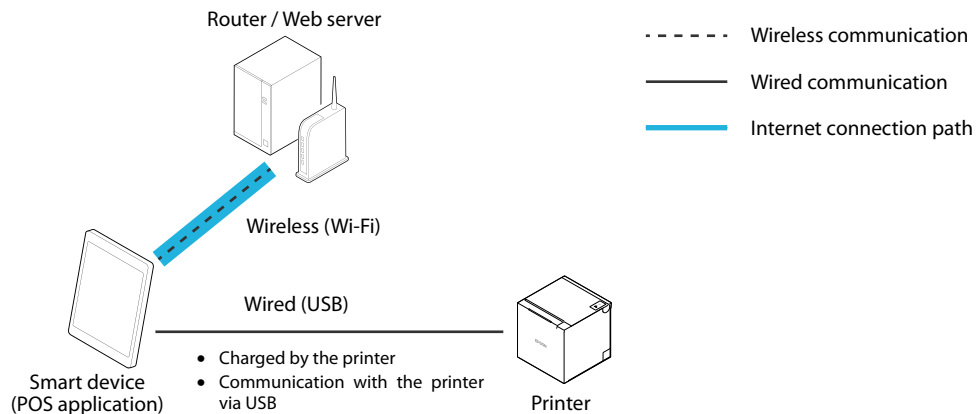 Router / Web server
Wireless communication
Wired communication
Internet connection path
Wireless (Wi-Fi)
Wired (USB)
• Charged by the printer
• Communication with the printer
via USB
Smart device
(POS application)
EPSON
Printer